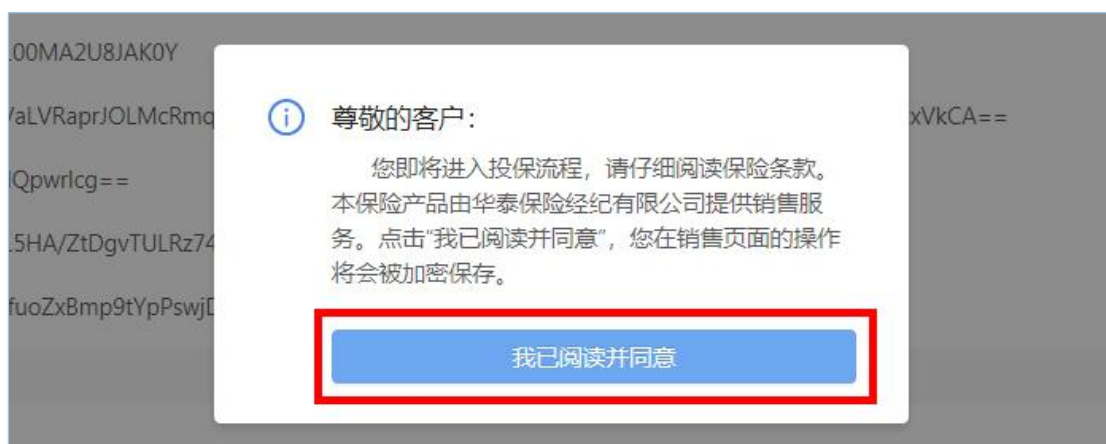 .00MA2U8JAK0Y
/aLVRaprJOLMcRmq
xVkCA==
尊敬的客户：
您即将进入投保流程，请仔细阅读保险条款。
lQpwrlcg==
本保险产品由华泰保险经纪有限公司提供销售服
务。点击“我已阅读并同意”，您在销售页面的操作
.5HA/ZtDgvTULRz74
将会被加密保存。
fuoZxBmp9tYpPswjD
我已阅读并同意